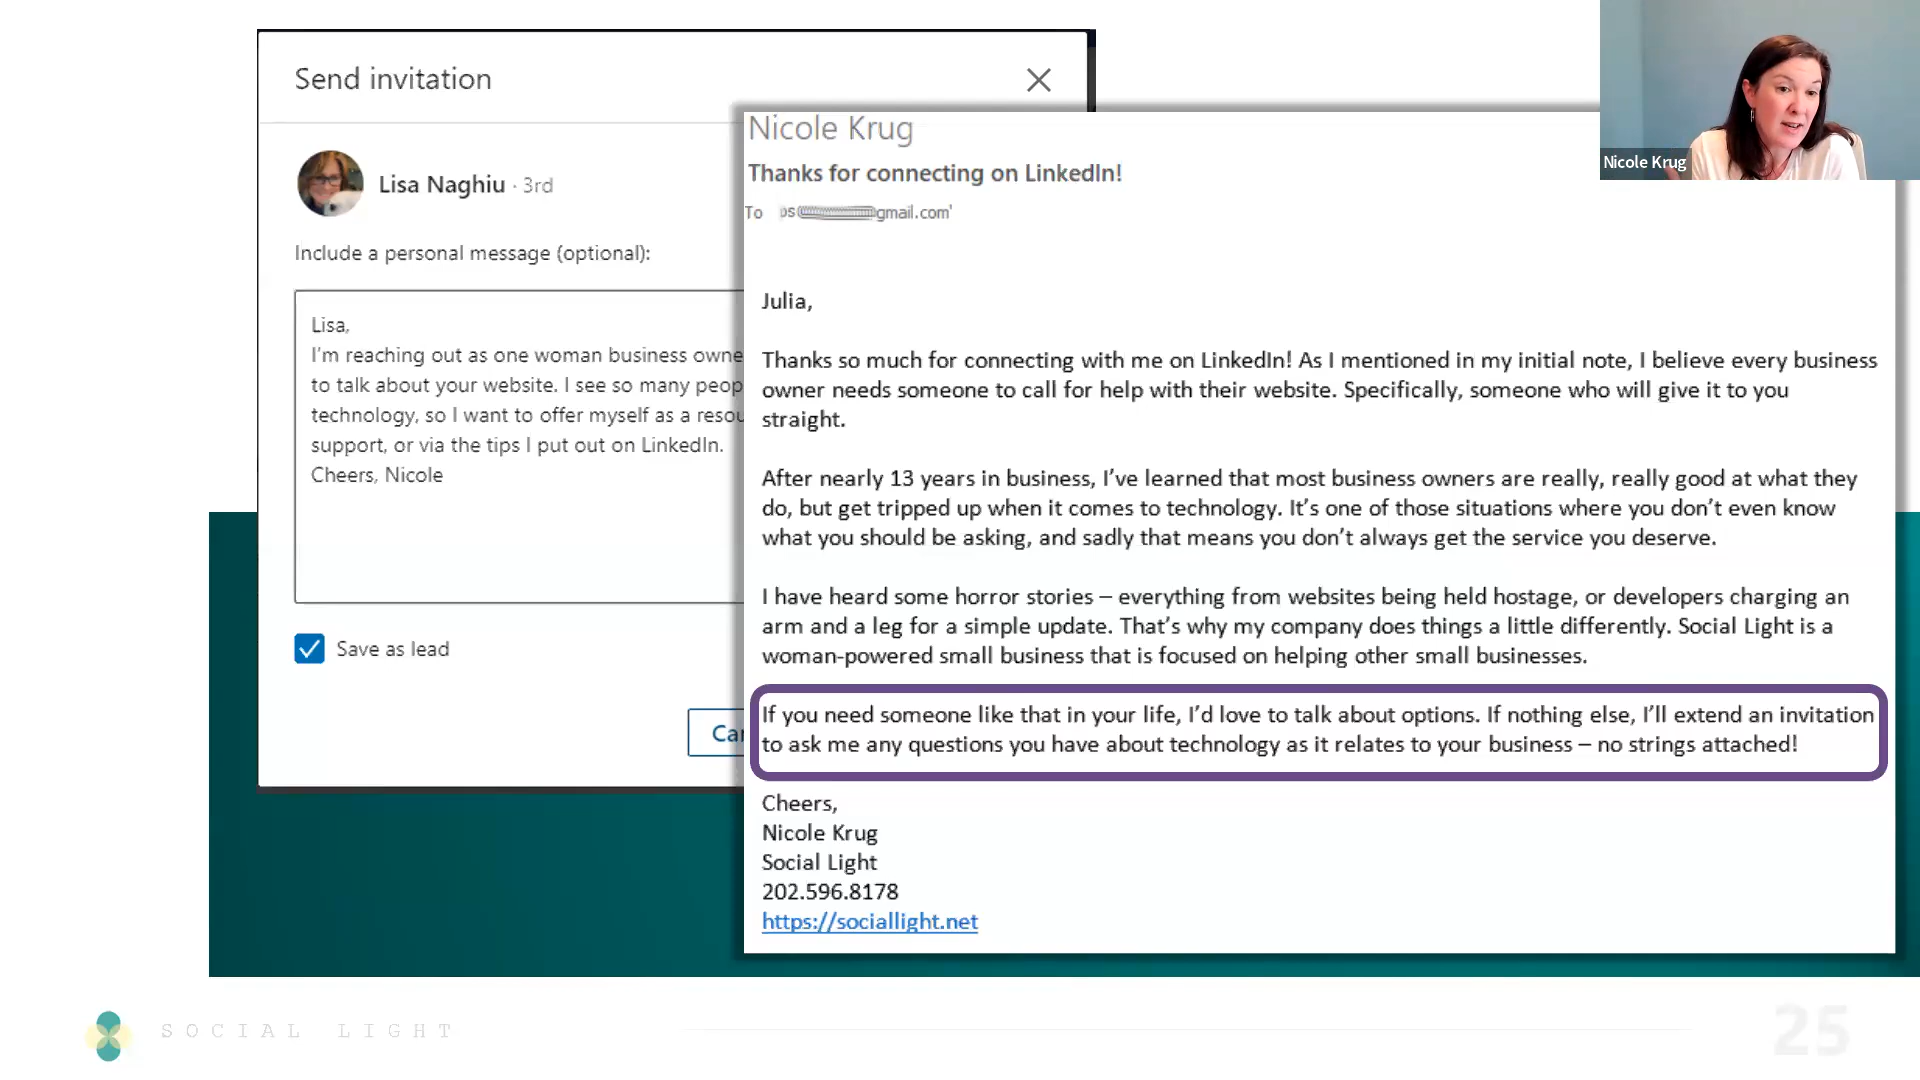 Send invitation
Lisa Naghiu · 3rd
Include a personal message (optional):
Lisa,
I'm reaching out as one woman business owne
to talk about your website. I see so many peop
technology, so I want to offer myself as a resou
support, or via the tips I put out on LinkedIn.
Cheers, Nicole
Save as lead
Ca
Nicole Krug
Thanks for connecting on LinkedIn!
To gmail.com'
Julia,
Thanks so much for connecting with me on LinkedIn! As I mentioned in my initial note, I believe every business
owner needs someone to call for help with their website. Specifically, someone who will give it to you
straight.
After nearly 13 years in business, I've learned that most business owners are really, really good at what they
do, but get tripped up when it comes to technology. It's one of those situations where you don't even know
what you should be asking, and sadly that means you don't always get the service you deserve.
I have heard some horror stories – everything from websites being held hostage, or developers charging an
arm and a leg for a simple update. That's why my company does things a little differently. Social Light is a
woman-powered small business that is focused on helping other small businesses.
If you need someone like that in your life, I'd love to talk about options. If nothing else, I'll extend an invitation
to ask me any questions you have about technology as it relates to your business – no strings attached!
Cheers,
Nicole Krug
Social Light
202.596.8178
https://sociallight.net
Nicole Krug
SOCIAL LIGHT
25